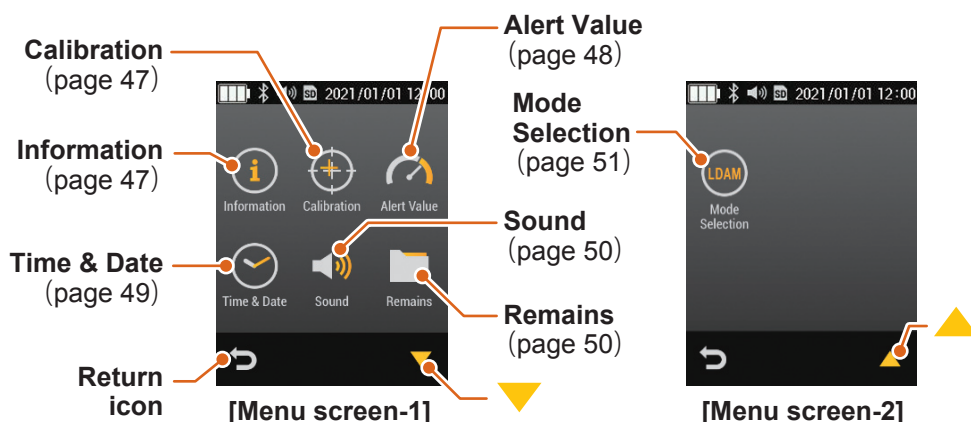 Calibration
(page 47)
Information
(page 47)
Time & Date
(page 49)
Return
icon
SD 2021/01/01 12:00
Information Calibration Alert Value
Time & Date Sound Remains
[Menu screen-1]
Alert Value
(page 48)
Mode
Selection
(page 51)
Sound
(page 50)
Remains
(page 50)
SD 2021/01/01 12:00
LDAM
Mode
Selection
[Menu screen-2]